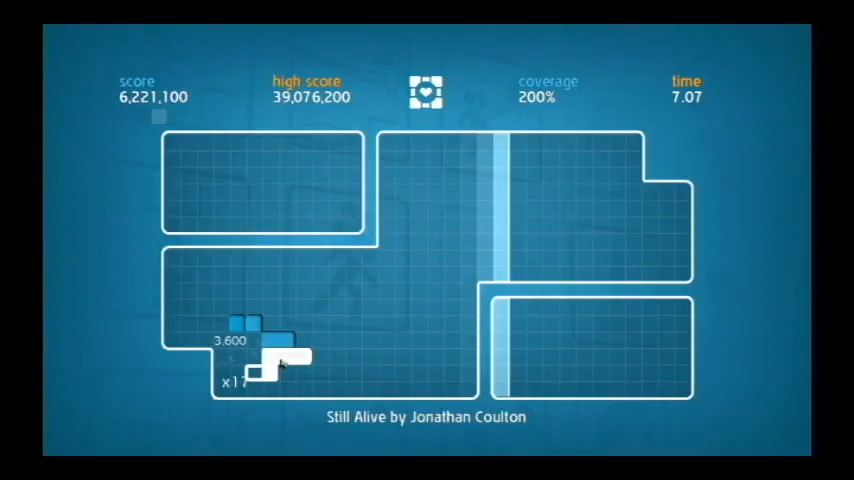 score high score coverage time
6,221,100 39,076,200 200% 7.07
3,600
x17
Still Alive by Jonathan Coulton